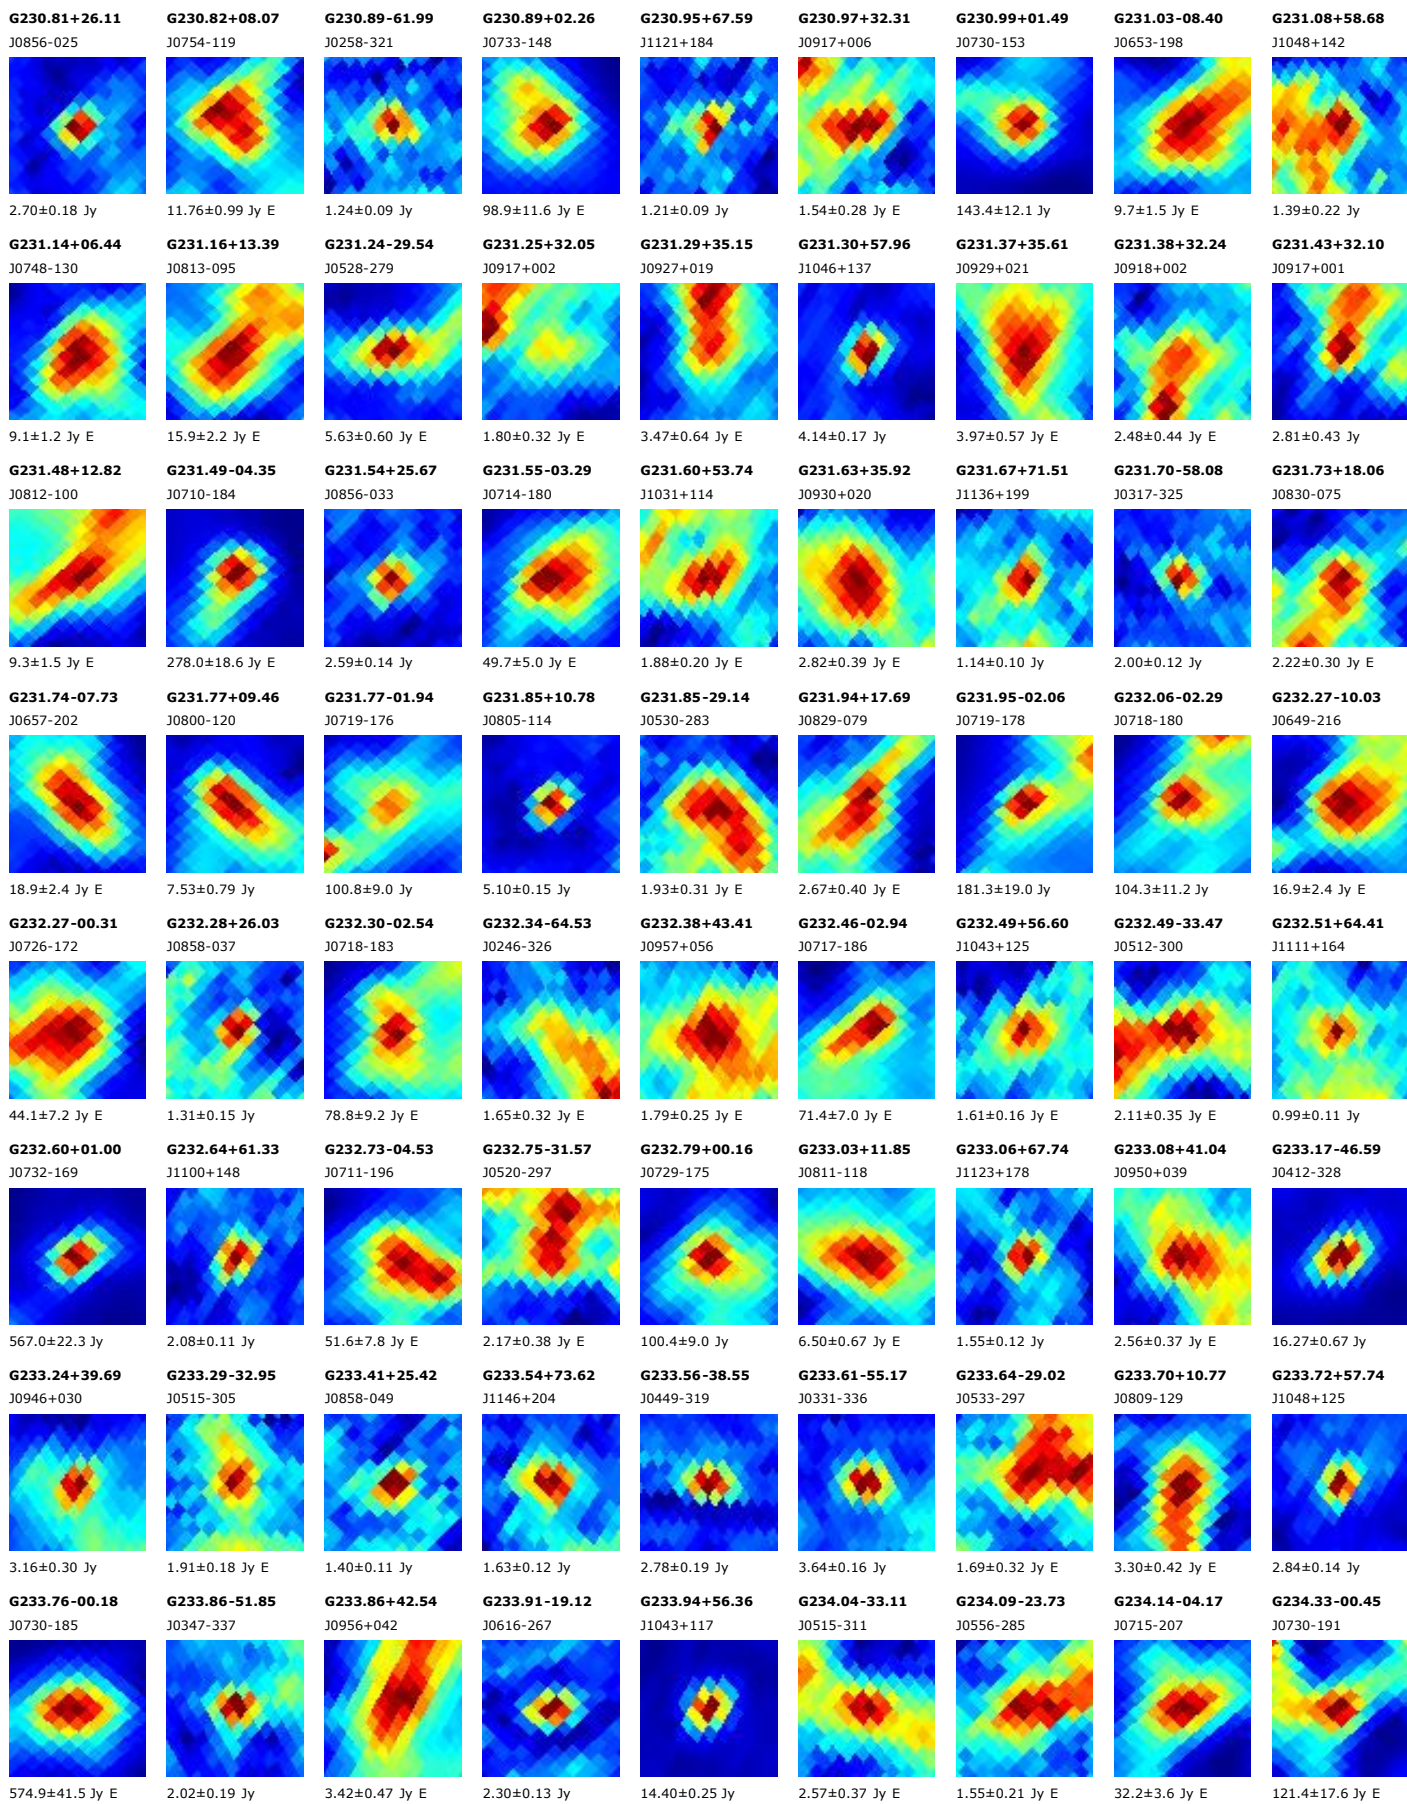 G230.81+26.11 G230.82+08.07 G230.89-61.99 G230.89+02.26 G230.95+67.59 G230.97+32.31 G230.99+01.49 G231.03-08.40 G231.08+58.68
J0856-025 J0754-119 J0258-321 J0733-148 J1121+184 J0917+006 J0730-153 J0653-198 J1048+142
2.70±0.18 Jy 11.76±0.99 Jy E 1.24±0.09 Jy 98.9±11.6 Jy E 1.21±0.09 Jy 1.54±0.28 Jy E 143.4±12.1 Jy 9.7±1.5 Jy E 1.39±0.22 Jy
G231.14+06.44 G231.16+13.39 G231.24-29.54 G231.25+32.05 G231.29+35.15 G231.30+57.96 G231.37+35.61 G231.38+32.24 G231.43+32.10
J0748-130 J0813-095 J0528-279 J0917+002 J0927+019 J1046+137 J0929+021 J0918+002 J0917+001
9.1±1.2 Jy E 15.9±2.2 Jy E 5.63±0.60 Jy E 1.80±0.32 Jy E 3.47±0.64 Jy E 4.14±0.17 Jy 3.97±0.57 Jy E 2.48±0.44 Jy E 2.81±0.43 Jy
G231.48+12.82 G231.49-04.35 G231.54+25.67 G231.55-03.29 G231.60+53.74 G231.63+35.92 G231.67+71.51 G231.70-58.08 G231.73+18.06
J0812-100 J0710-184 J0856-033 J0714-180 J1031+114 J0930+020 J1136+199 J0317-325 J0830-075
9.3±1.5 Jy E 278.0±18.6 Jy E 2.59±0.14 Jy 49.7±5.0 Jy E 1.88±0.20 Jy E 2.82±0.39 Jy E 1.14±0.10 Jy 2.00±0.12 Jy 2.22±0.30 Jy E
G231.74-07.73 G231.77+09.46 G231.77-01.94 G231.85+10.78 G231.85-29.14 G231.94+17.69 G231.95-02.06 G232.06-02.29 G232.27-10.03
J0657-202 J0800-120 J0719-176 J0805-114 J0530-283 J0829-079 J0719-178 J0718-180 J0649-216
18.9±2.4 Jy E 7.53±0.79 Jy 100.8±9.0 Jy 5.10±0.15 Jy 1.93±0.31 Jy E 2.67±0.40 Jy E 181.3±19.0 Jy 104.3±11.2 Jy 16.9±2.4 Jy E
G232.27-00.31 G232.28+26.03 G232.30-02.54 G232.34-64.53 G232.38+43.41 G232.46-02.94 G232.49+56.60 G232.49-33.47 G232.51+64.41
J0726-172 J0858-037 J0718-183 J0246-326 J0957+056 J0717-186 J1043+125 J0512-300 J1111+164
44.1±7.2 Jy E 1.31±0.15 Jy 78.8±9.2 Jy E 1.65±0.32 Jy E 1.79±0.25 Jy E 71.4±7.0 Jy E 1.61±0.16 Jy E 2.11±0.35 Jy E 0.99±0.11 Jy
G232.60+01.00 G232.64+61.33 G232.73-04.53 G232.75-31.57 G232.79+00.16 G233.03+11.85 G233.06+67.74 G233.08+41.04 G233.17-46.59
J0732-169 J1100+148 J0711-196 J0520-297 J0729-175 J0811-118 J1123+178 J0950+039 J0412-328
567.0±22.3 Jy 2.08±0.11 Jy 51.6±7.8 Jy E 2.17±0.38 Jy E 100.4±9.0 Jy 6.50±0.67 Jy E 1.55±0.12 Jy 2.56±0.37 Jy E 16.27±0.67 Jy
G233.24+39.69 G233.29-32.95 G233.41+25.42 G233.54+73.62 G233.56-38.55 G233.61-55.17 G233.64-29.02 G233.70+10.77 G233.72+57.74
J0946+030 J0515-305 J0858-049 J1146+204 J0449-319 J0331-336 J0533-297 J0809-129 J1048+125
3.16±0.30 Jy 1.91±0.18 Jy E 1.40±0.11 Jy 1.63±0.12 Jy 2.78±0.19 Jy 3.64±0.16 Jy 1.69±0.32 Jy E 3.30±0.42 Jy E 2.84±0.14 Jy
G233.76-00.18 G233.86-51.85 G233.86+42.54 G233.91-19.12 G233.94+56.36 G234.04-33.11 G234.09-23.73 G234.14-04.17 G234.33-00.45
J0730-185 J0347-337 J0956+042 J0616-267 J1043+117 J0515-311 J0556-285 J0715-207 J0730-191
574.9±41.5 Jy E 2.02±0.19 Jy 3.42±0.47 Jy E 2.30±0.13 Jy 14.40±0.25 Jy 2.57±0.37 Jy E 1.55±0.21 Jy E 32.2±3.6 Jy E 121.4±17.6 Jy E